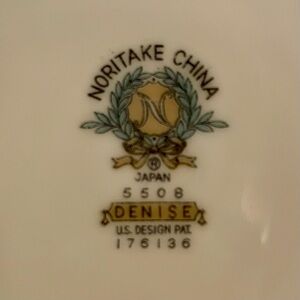 NORITAKE CHINA
N
®
JAPAN
5508
DENISE
U.S. DESIGN PAT.
176136